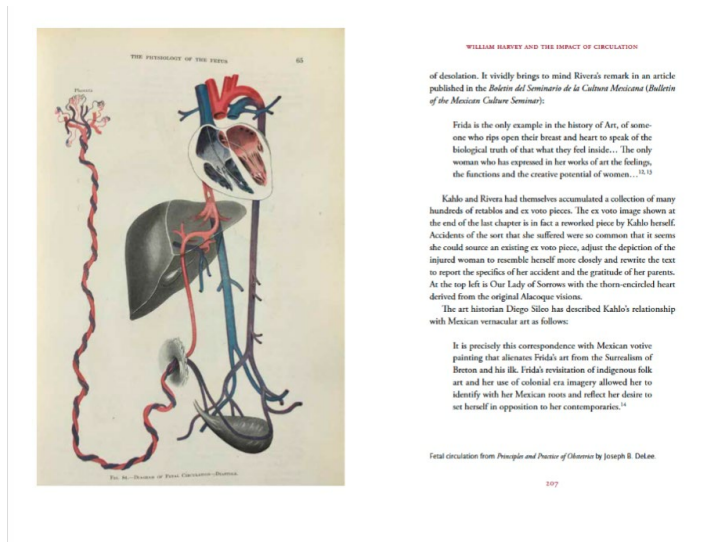 THE PHYSIOLOGY OF THE FETUS 65
Placenta
FIG. 80.—DIAGRAM OF FETAL CIRCULATION—
WILLIAM HARVEY AND THE IMPACT OF CIRCULATION
of desolation. It vividly brings to mind Rivera's remark in an article
published in the Boletín del Seminario de la Cultura Mexicana (Bulletin
of the Mexican Culture Seminar):
Frida is the only example in the history of Art, of some-
one who rips open their breast and heart to speak of the
biological truth of that what they feel inside... The only
woman who has expressed in her works of art the feelings,
the functions and the creative potential of women...12, 13
Kahlo and Rivera had themselves accumulated a collection of many
hundreds of retablos and ex voto pieces. The ex voto image shown at
the end of the last chapter is in fact a reworked piece by Kahlo herself.
Accidents of the sort that she suffered were so common that it seems
she could source an existing ex voto piece, adjust the depiction of the
injured woman to resemble herself more closely and rewrite the text
to report the specifics of her accident and the gratitude of her parents.
At the top left is Our Lady of Sorrows with the thorn-encircled heart
derived from the original Alacoque visions.
The art historian Diego Sileo has described Kahlo's relationship
with Mexican vernacular art as follows:
It is precisely this correspondence with Mexican votive
painting that alienates Frida's art from the Surrealism of
Breton and his ilk. Frida's revisitation of indigenous folk
art and her use of colonial era imagery allowed her to
identify with her Mexican roots and reflect her desire to
set herself in opposition to her contemporaries.14
Fetal circulation from Principles and Practice of Obstetrics by Joseph B. DeLee.
207